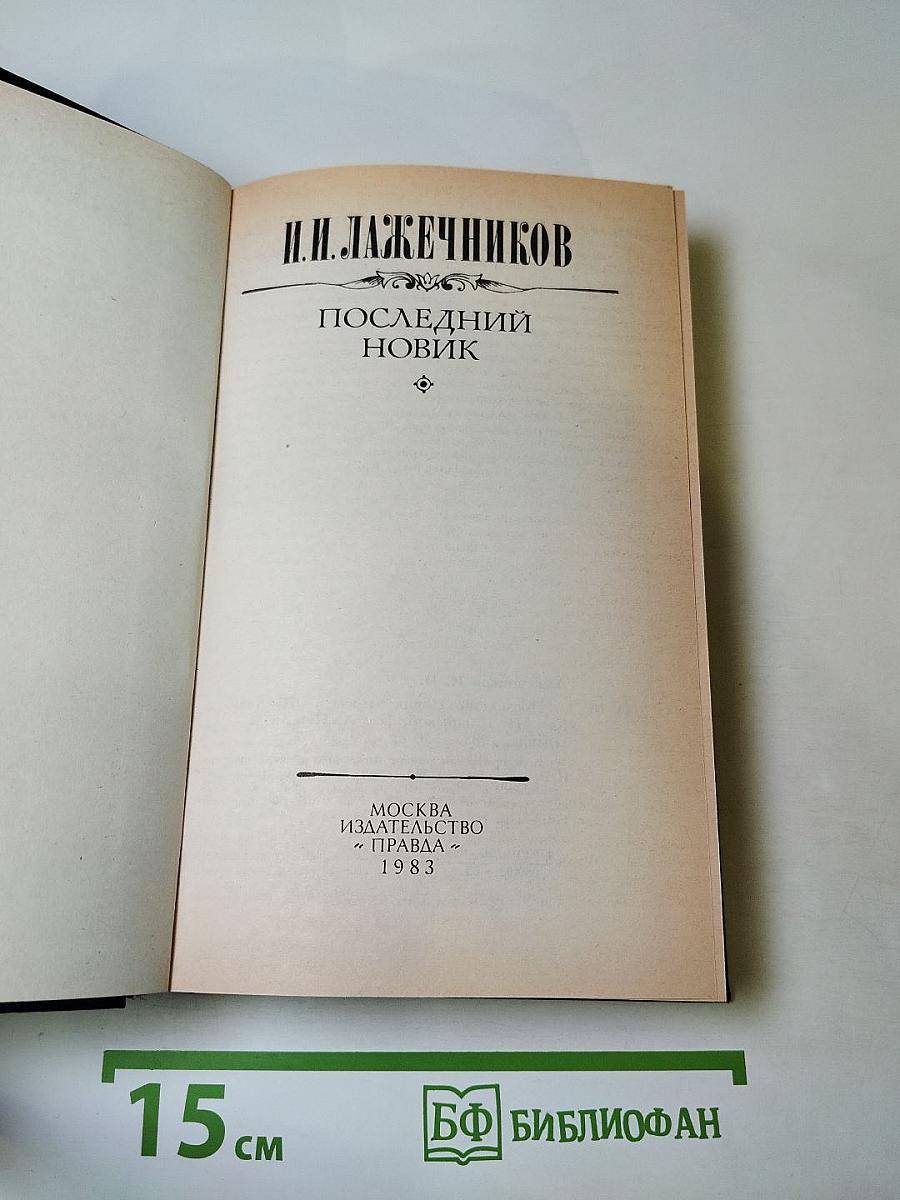 И.И. ЛАЖЕЧНИКОВ
ПОСЛЕДНИЙ
НОВИК
МОСКВА
ИЗДАТЕЛЬСТВО
„ ПРАВДА “
1983
15 см
БФ БИБЛИОФАН